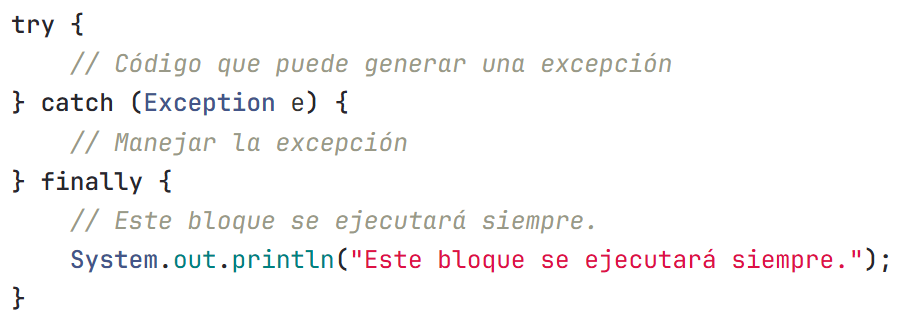 try {
    // Código que puede generar una excepción
} catch (Exception e) {
    // Manejar la excepción
} finally {
    // Este bloque se ejecutará siempre.
    System.out.println("Este bloque se ejecutará siempre.");
}